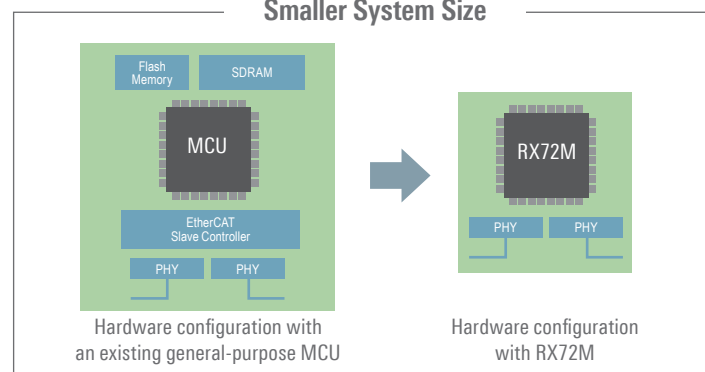 Smaller System Size
Flash
Memory
SDRAM
MCU
EtherCAT
Slave Controller
PHY
PHY
Hardware configuration with
an existing general-purpose MCU
RX72M
PHY
PHY
Hardware configuration
with RX72M